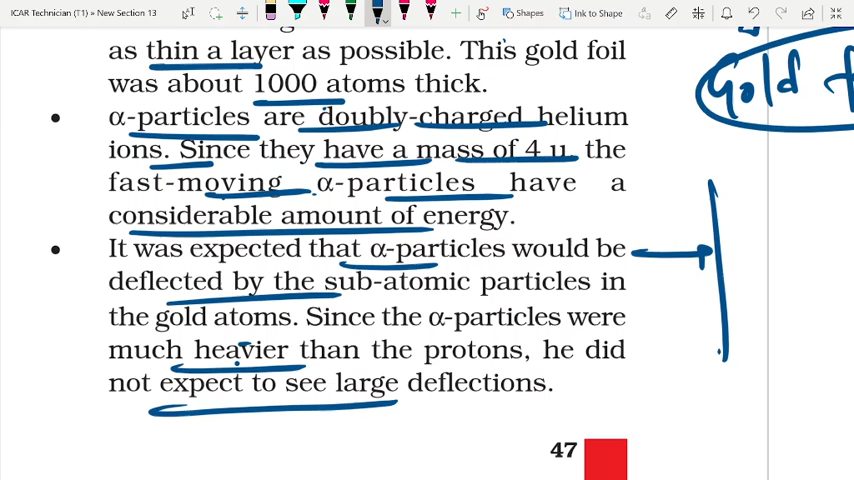 ICAR Technician (T1) » New Section 13
Shapes
Ink to Shape
as thin a layer as possible. This gold foil
was about 1000 atoms thick.
• α-particles are doubly-charged helium
ions. Since they have a mass of 4 u, the
fast-moving α-particles have a
considerable amount of energy.
• It was expected that α-particles would be
deflected by the sub-atomic particles in
the gold atoms. Since the α-particles were
much heavier than the protons, he did
not expect to see large deflections.
47
Gold